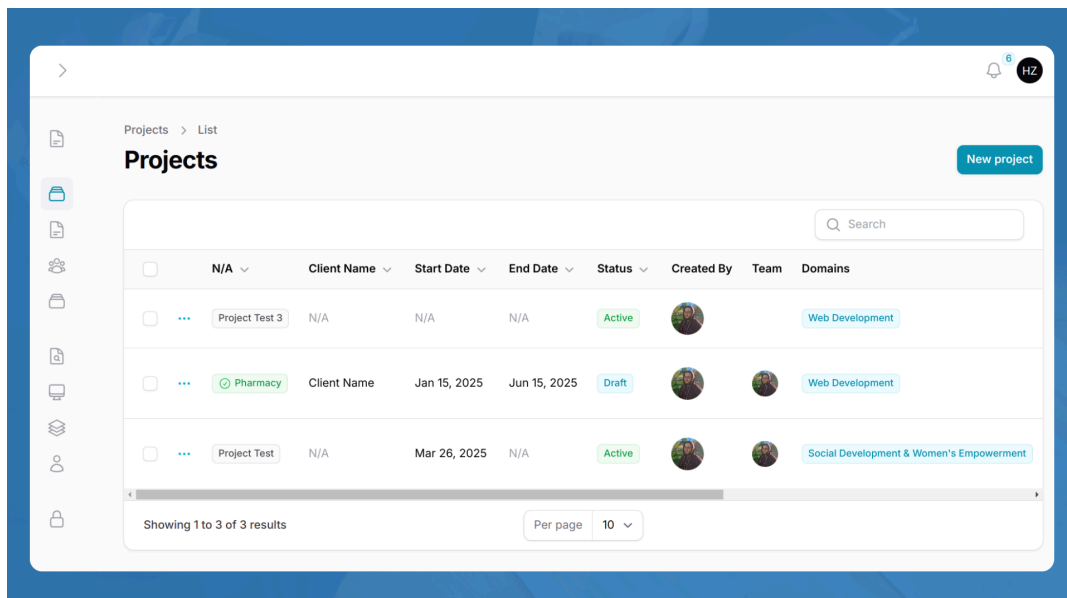 6
HZ
Projects > List
Projects
New project
Search
N/A Client Name Start Date End Date Status Created By Team Domains
Project Test 3 N/A N/A N/A Active Web Development
Pharmacy Client Name Jan 15, 2025 Jun 15, 2025 Draft Web Development
Project Test N/A Mar 26, 2025 N/A Active Social Development & Women's Empowerment
Showing 1 to 3 of 3 results Per page 10